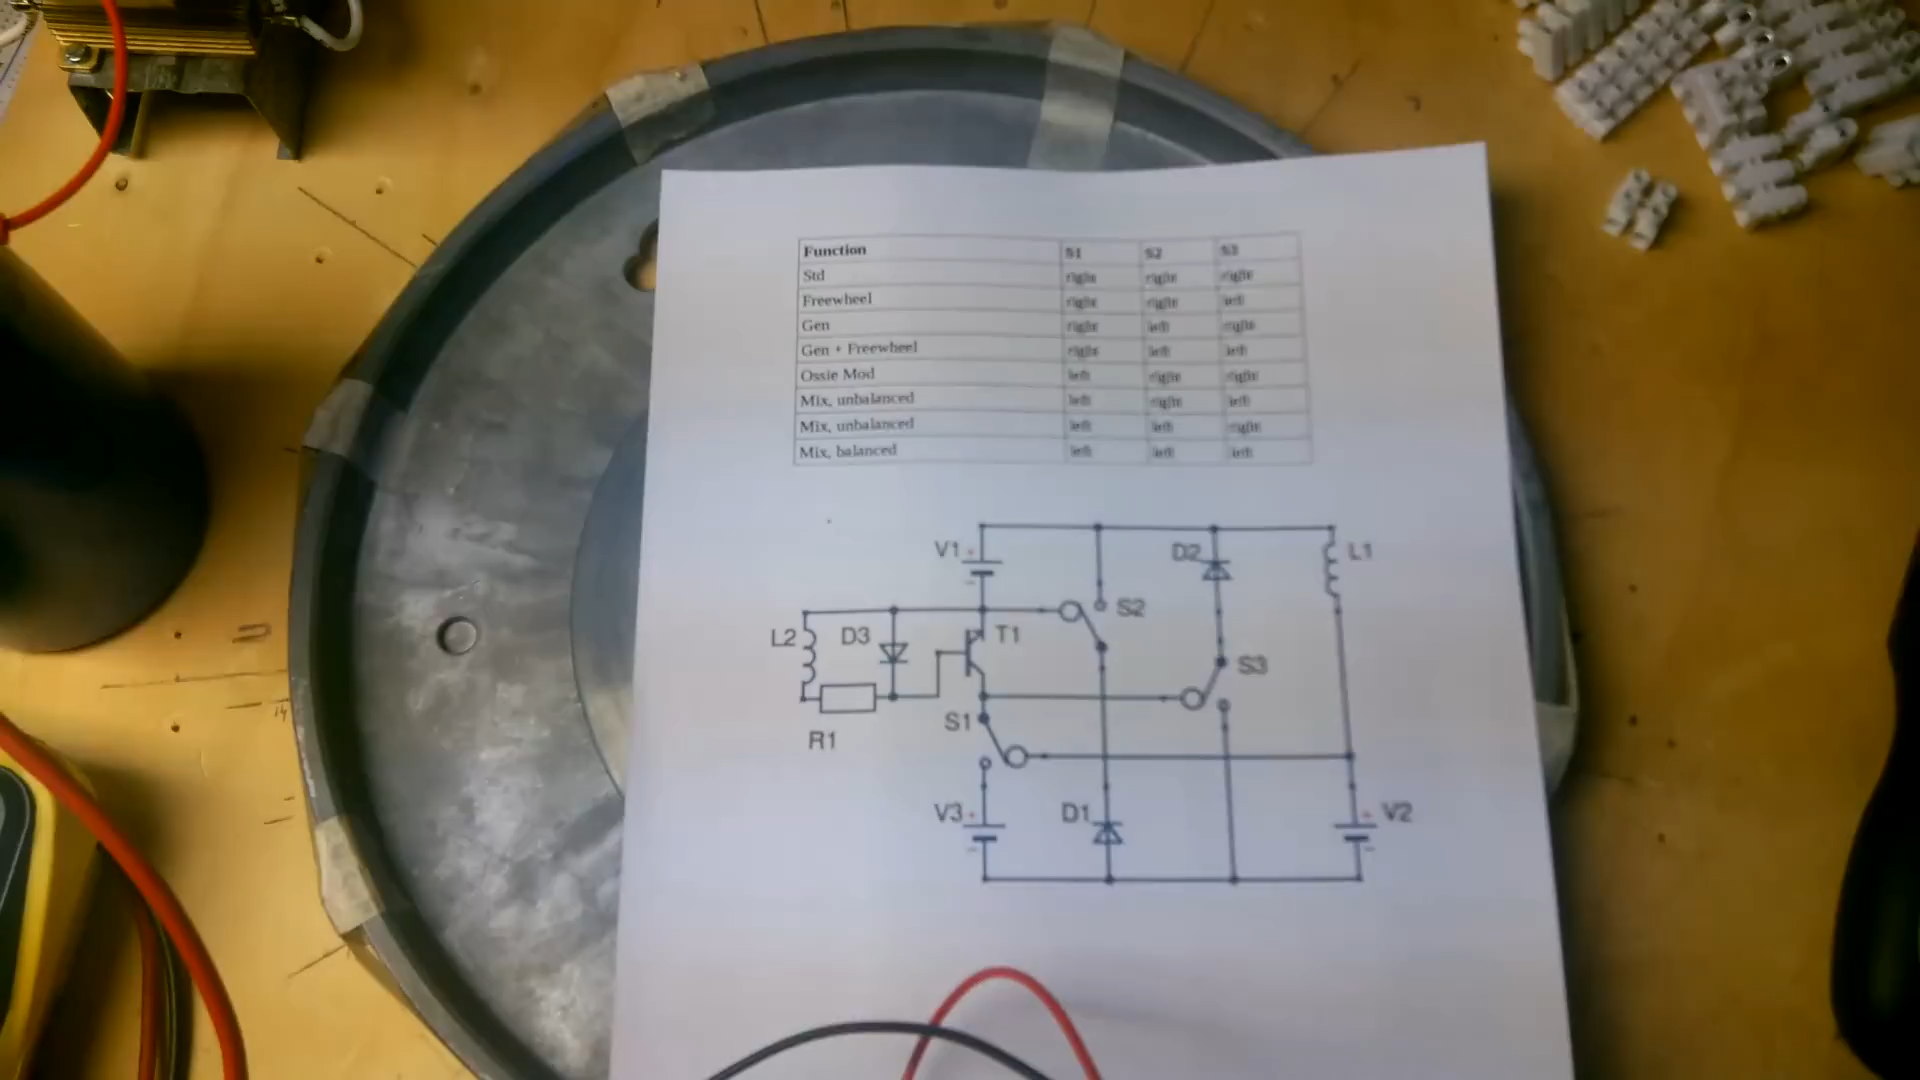 Function S1 S2 S3
Std right right right
Freewheel right right left
Gen right left right
Gen + Freewheel right left left
Ossie Mod left right right
Mix, unbalanced left right left
Mix, unbalanced left left right
Mix, balanced left left left
V1 + D2 L1
-
S2
L2 D3 T1
S3
S1
R1
V3 + D1 + V2
- -
14